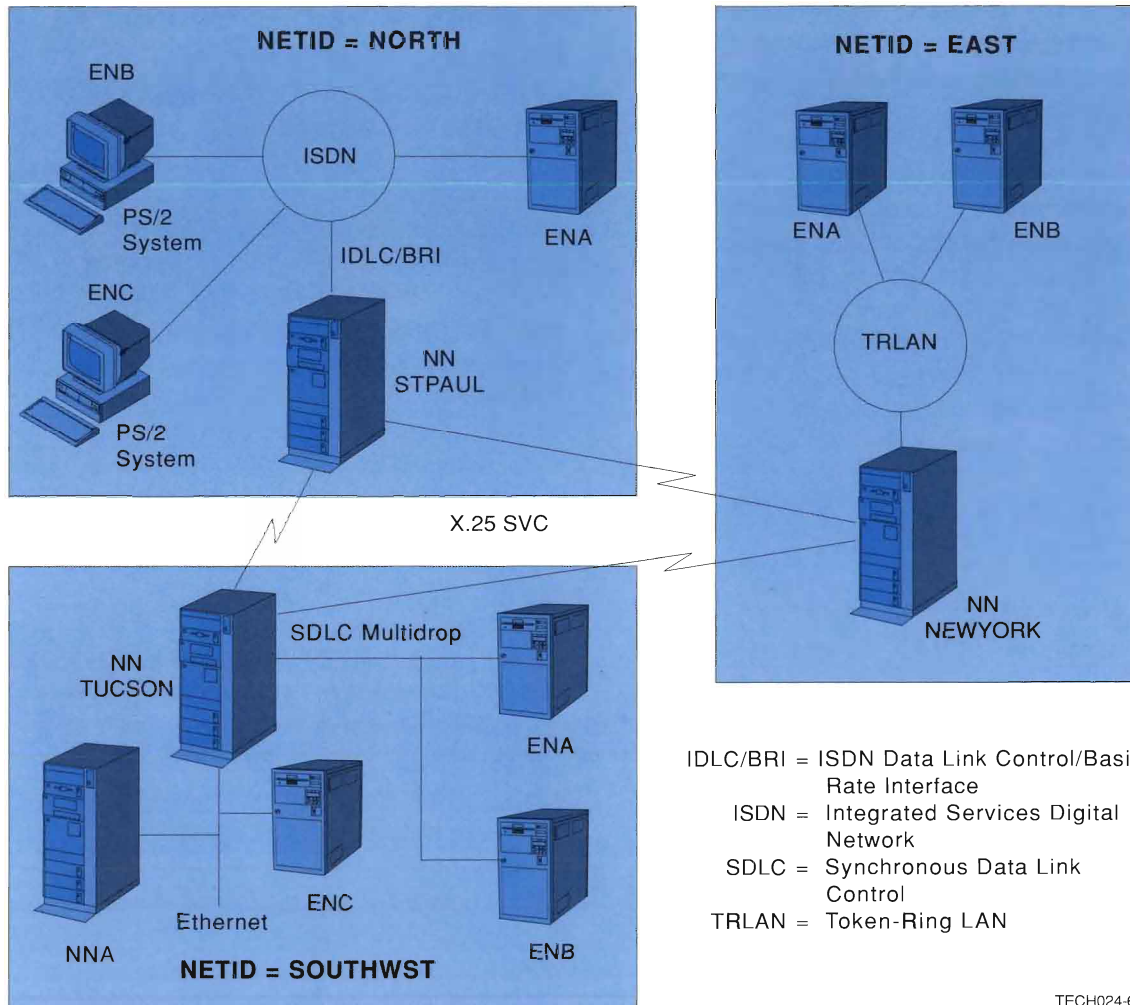 NETID = NORTH
ENB
ISDN
PS/2
System
ENA
IDLC/BRI
ENC
NN
STPAUL
PS/2
System
NETID = EAST
ENA
ENB
TRLAN
NN
NEWYORK
X.25 SVC
SDLC Multidrop
NN
TUCSON
ENA
ENC
Ethernet
NNA
ENB
NETID = SOUTHWST
IDLC/BRI = ISDN Data Link Control/Basi
Rate Interface
ISDN = Integrated Services Digital
Network
SDLC = Synchronous Data Link
Control
TRLAN = Token-Ring LAN